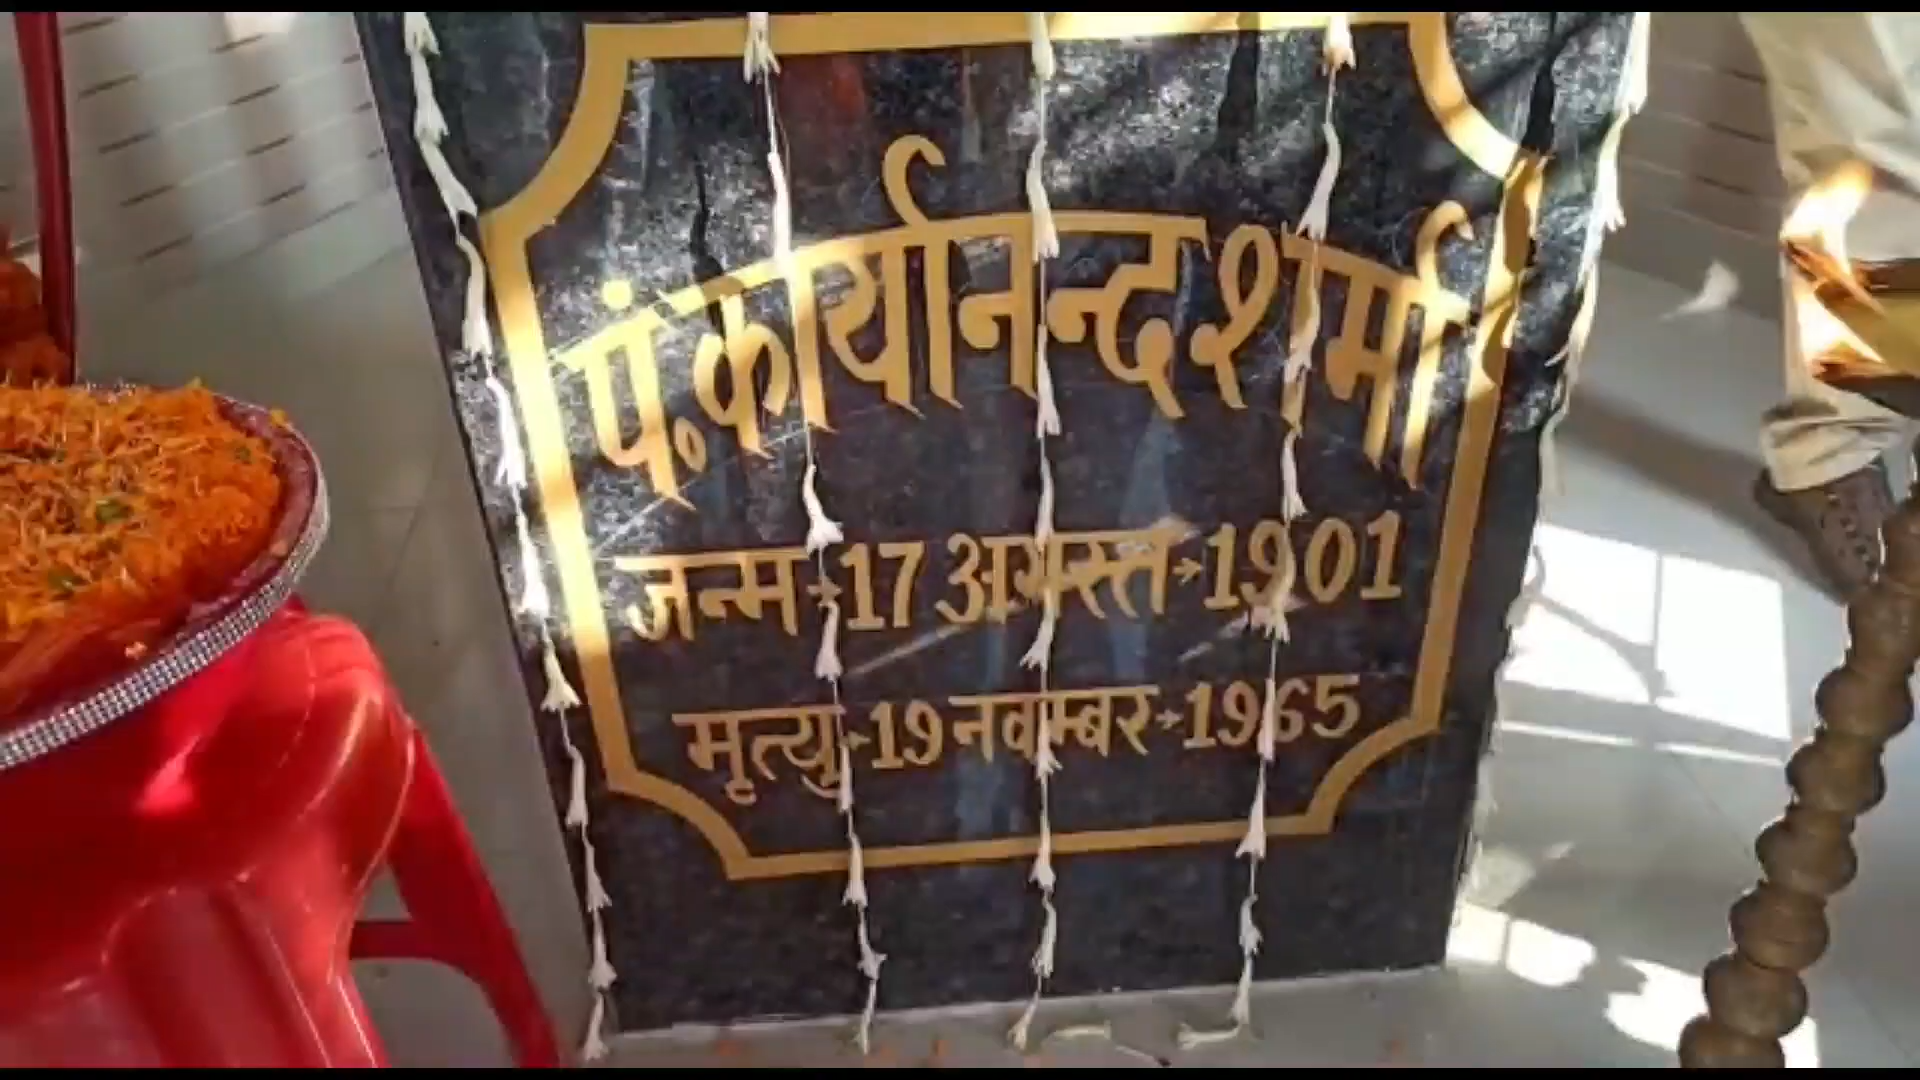 पं. कार्यानन्द शर्मा
जन्म→17 अगस्त→1901
मृत्यु→19 नवम्बर→1965